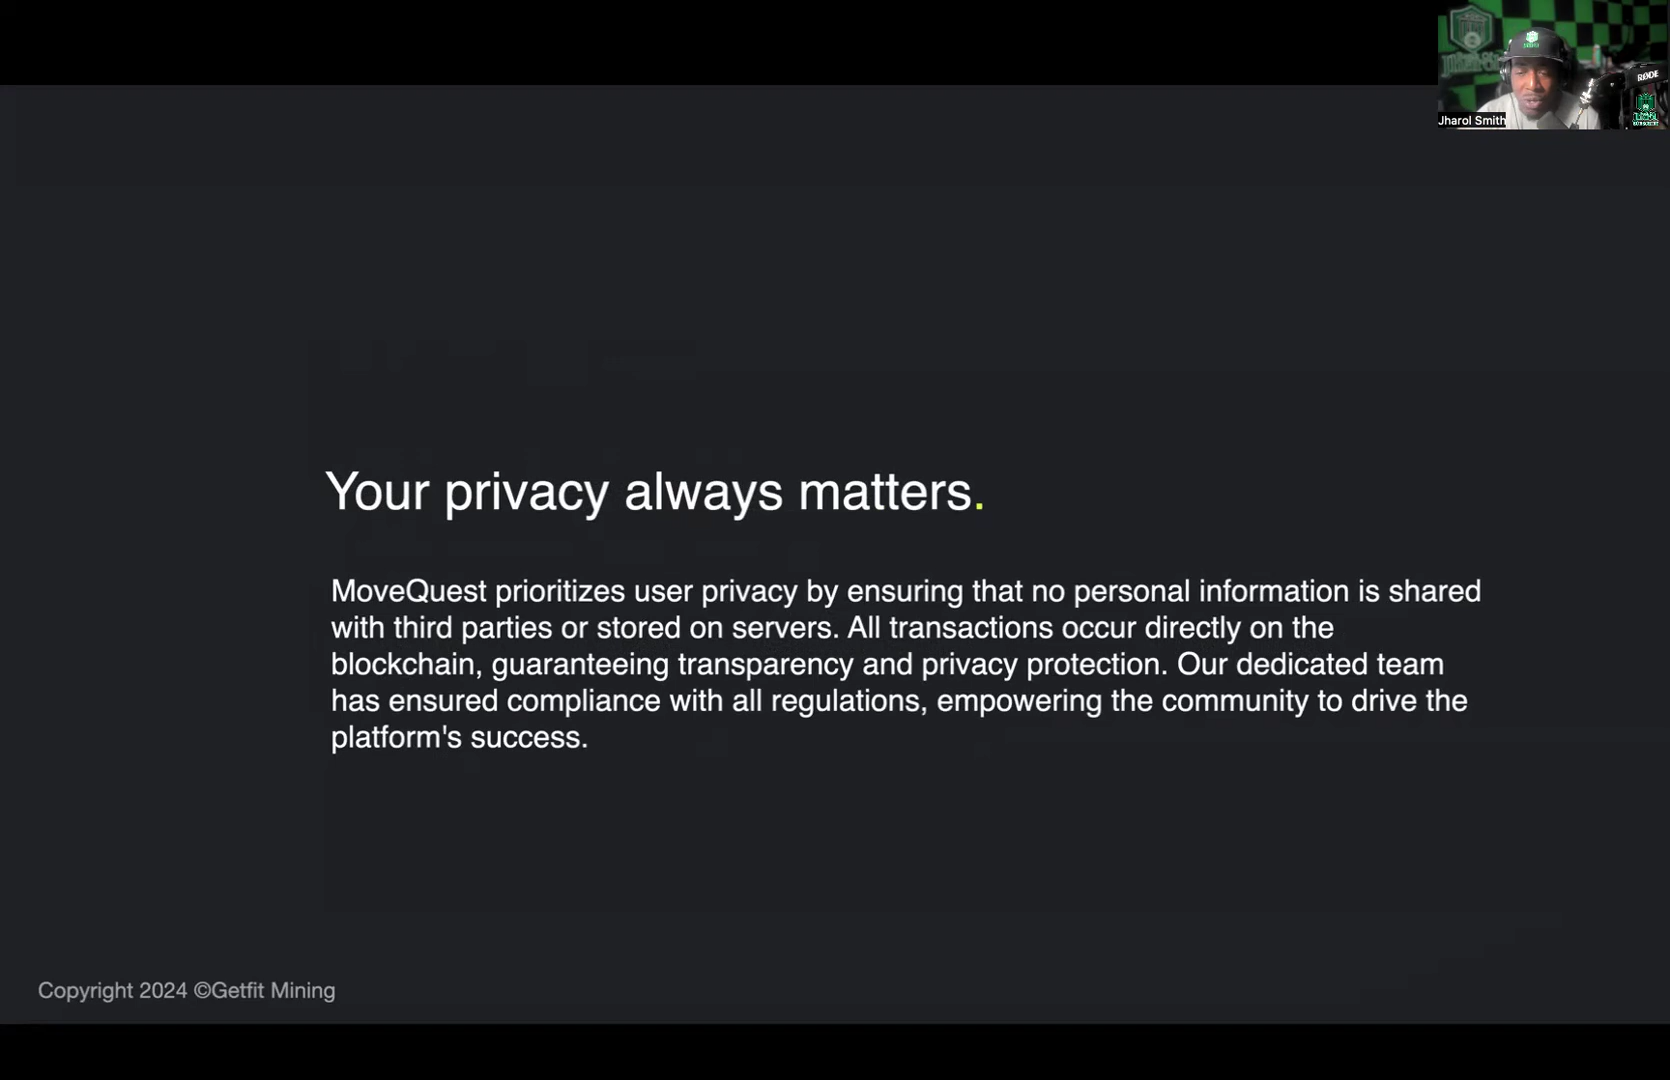 RØDE
Jharol Smith
Your privacy always matters.
MoveQuest prioritizes user privacy by ensuring that no personal information is shared
with third parties or stored on servers. All transactions occur directly on the
blockchain, guaranteeing transparency and privacy protection. Our dedicated team
has ensured compliance with all regulations, empowering the community to drive the
platform's success.
Copyright 2024 ©Getfit Mining